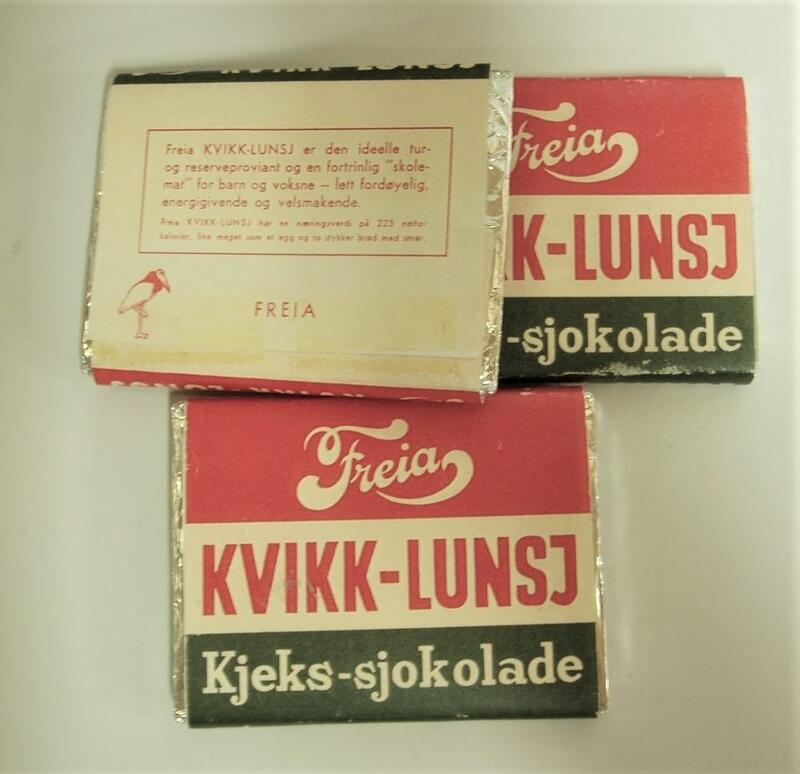 KVIKK LUNSJ
Freia KVIKK-LUNSJ er den ideelle tur-
og reserveproviant og en fortrinlig "skole-
mat" for barn og voksne – lett fordøyelig,
energigivende og velsmakende.
Freia KVIKK-LUNSJ har en næringsverdi på 225 netto-
kalorier, like meget som et egg og to stykker brød med smør.
FREIA
Freia
K-LUNSJ
-sjokolade
Freia
KVIKK-LUNSJ
Kjeks-sjokolade